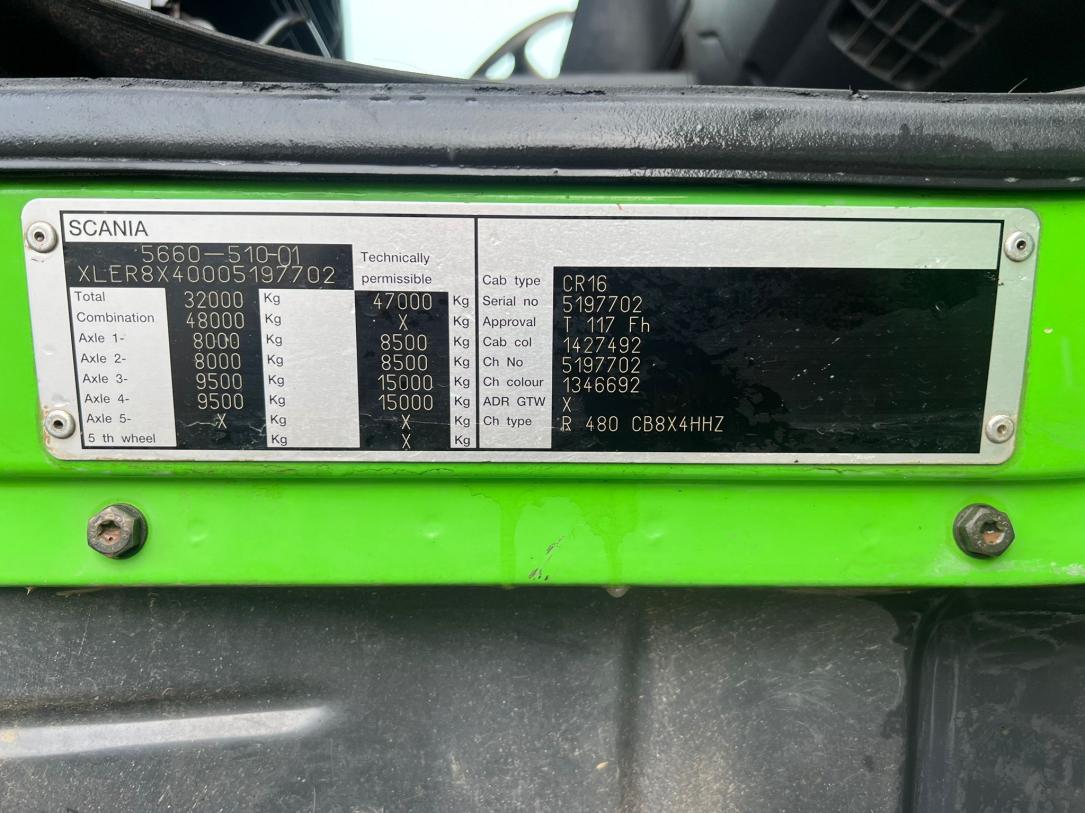 SCANIA
5660-510-01
XLER8X40005197702
Technically
permissible
Total 32000 Kg 47000 Kg
Combination 48000 Kg X Kg
Axle 1- 8000 Kg 8500 Kg
Axle 2- 8000 Kg 8500 Kg
Axle 3- 9500 Kg 15000 Kg
Axle 4- 9500 Kg 15000 Kg
Axle 5- X Kg X Kg
5 th wheel Kg X Kg
Cab type CR16
Serial no 5197702
Approval T 117 Fh
Cab col 1427492
Ch No 5197702
Ch colour 1346692
ADR GTW X
Ch type R 480 CB8X4HHZ